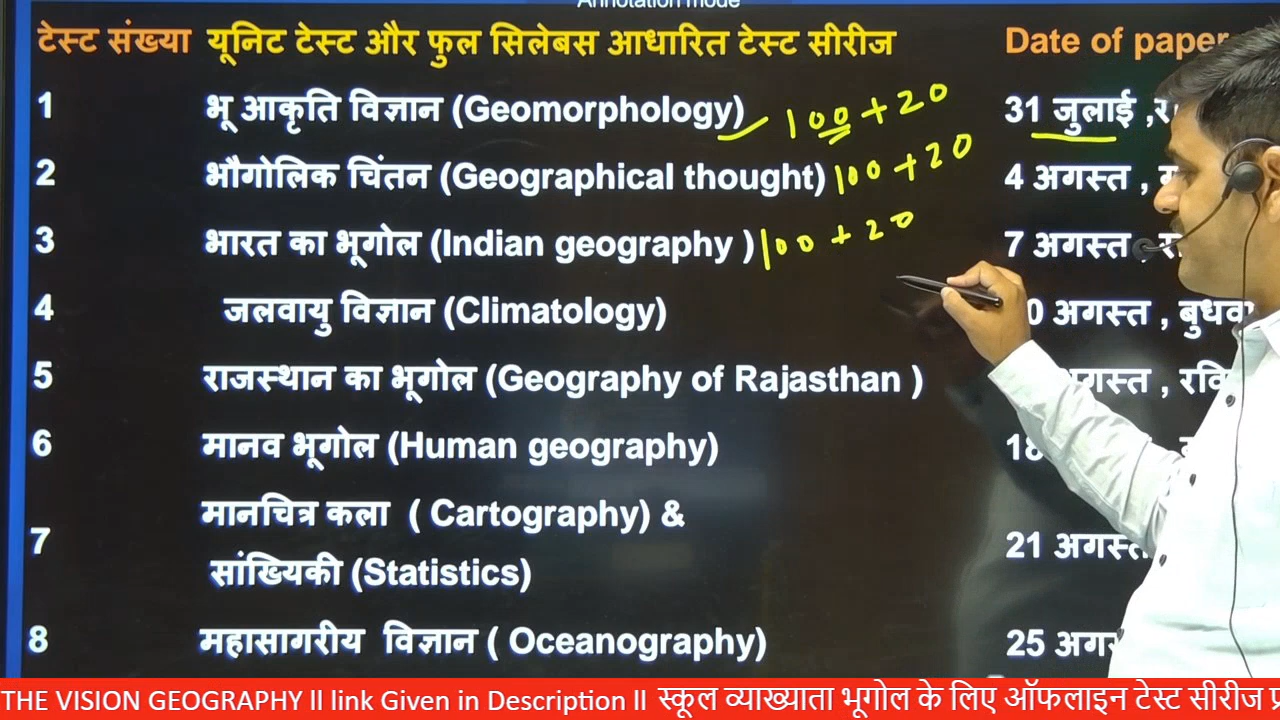 Annotation mode
टेस्ट संख्या यूनिट टेस्ट और फुल सिलेबस आधारित टेस्ट सीरीज Date of paper
1 भू आकृति विज्ञान (Geomorphology) 100 + 20 31 जुलाई ,
2 भौगोलिक चिंतन (Geographical thought) 100 + 20 4 अगस्त ,
3 भारत का भूगोल (Indian geography ) 100 + 20 7 अगस्त
4 जलवायु विज्ञान (Climatology) अगस्त , बुधवा
5 राजस्थान का भूगोल (Geography of Rajasthan ) , रवि
6 मानव भूगोल (Human geography) 18
मानचित्र कला ( Cartography) &
7 21 अगस्त
सांख्यिकी (Statistics)
8 महासागरीय विज्ञान ( Oceanography) 25 अगस
THE VISION GEOGRAPHY ll link Given in Description ll स्कूल व्याख्याता भूगोल के लिए ऑफलाइन टेस्ट सीरीज